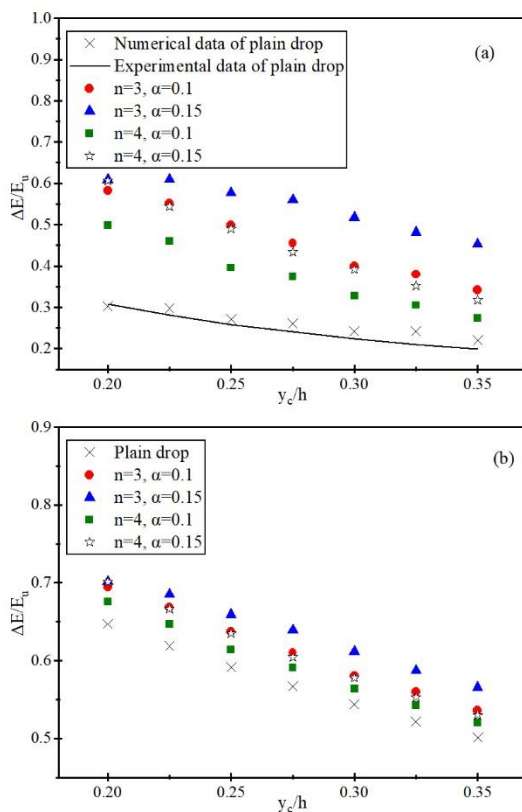 1.0
0.9
0.8
0.7
0.6
0.5
0.4
0.3
0.2
ΔE/E_u
Numerical data of plain drop
Experimental data of plain drop
n=3, α=0.1
n=3, α=0.15
n=4, α=0.1
n=4, α=0.15
(a)
0.20 0.25 0.30 0.35
y_c/h
0.9
0.8
0.7
0.6
0.5
ΔE/E_u
Plain drop
n=3, α=0.1
n=3, α=0.15
n=4, α=0.1
n=4, α=0.15
(b)
0.20 0.25 0.30 0.35
y_c/h